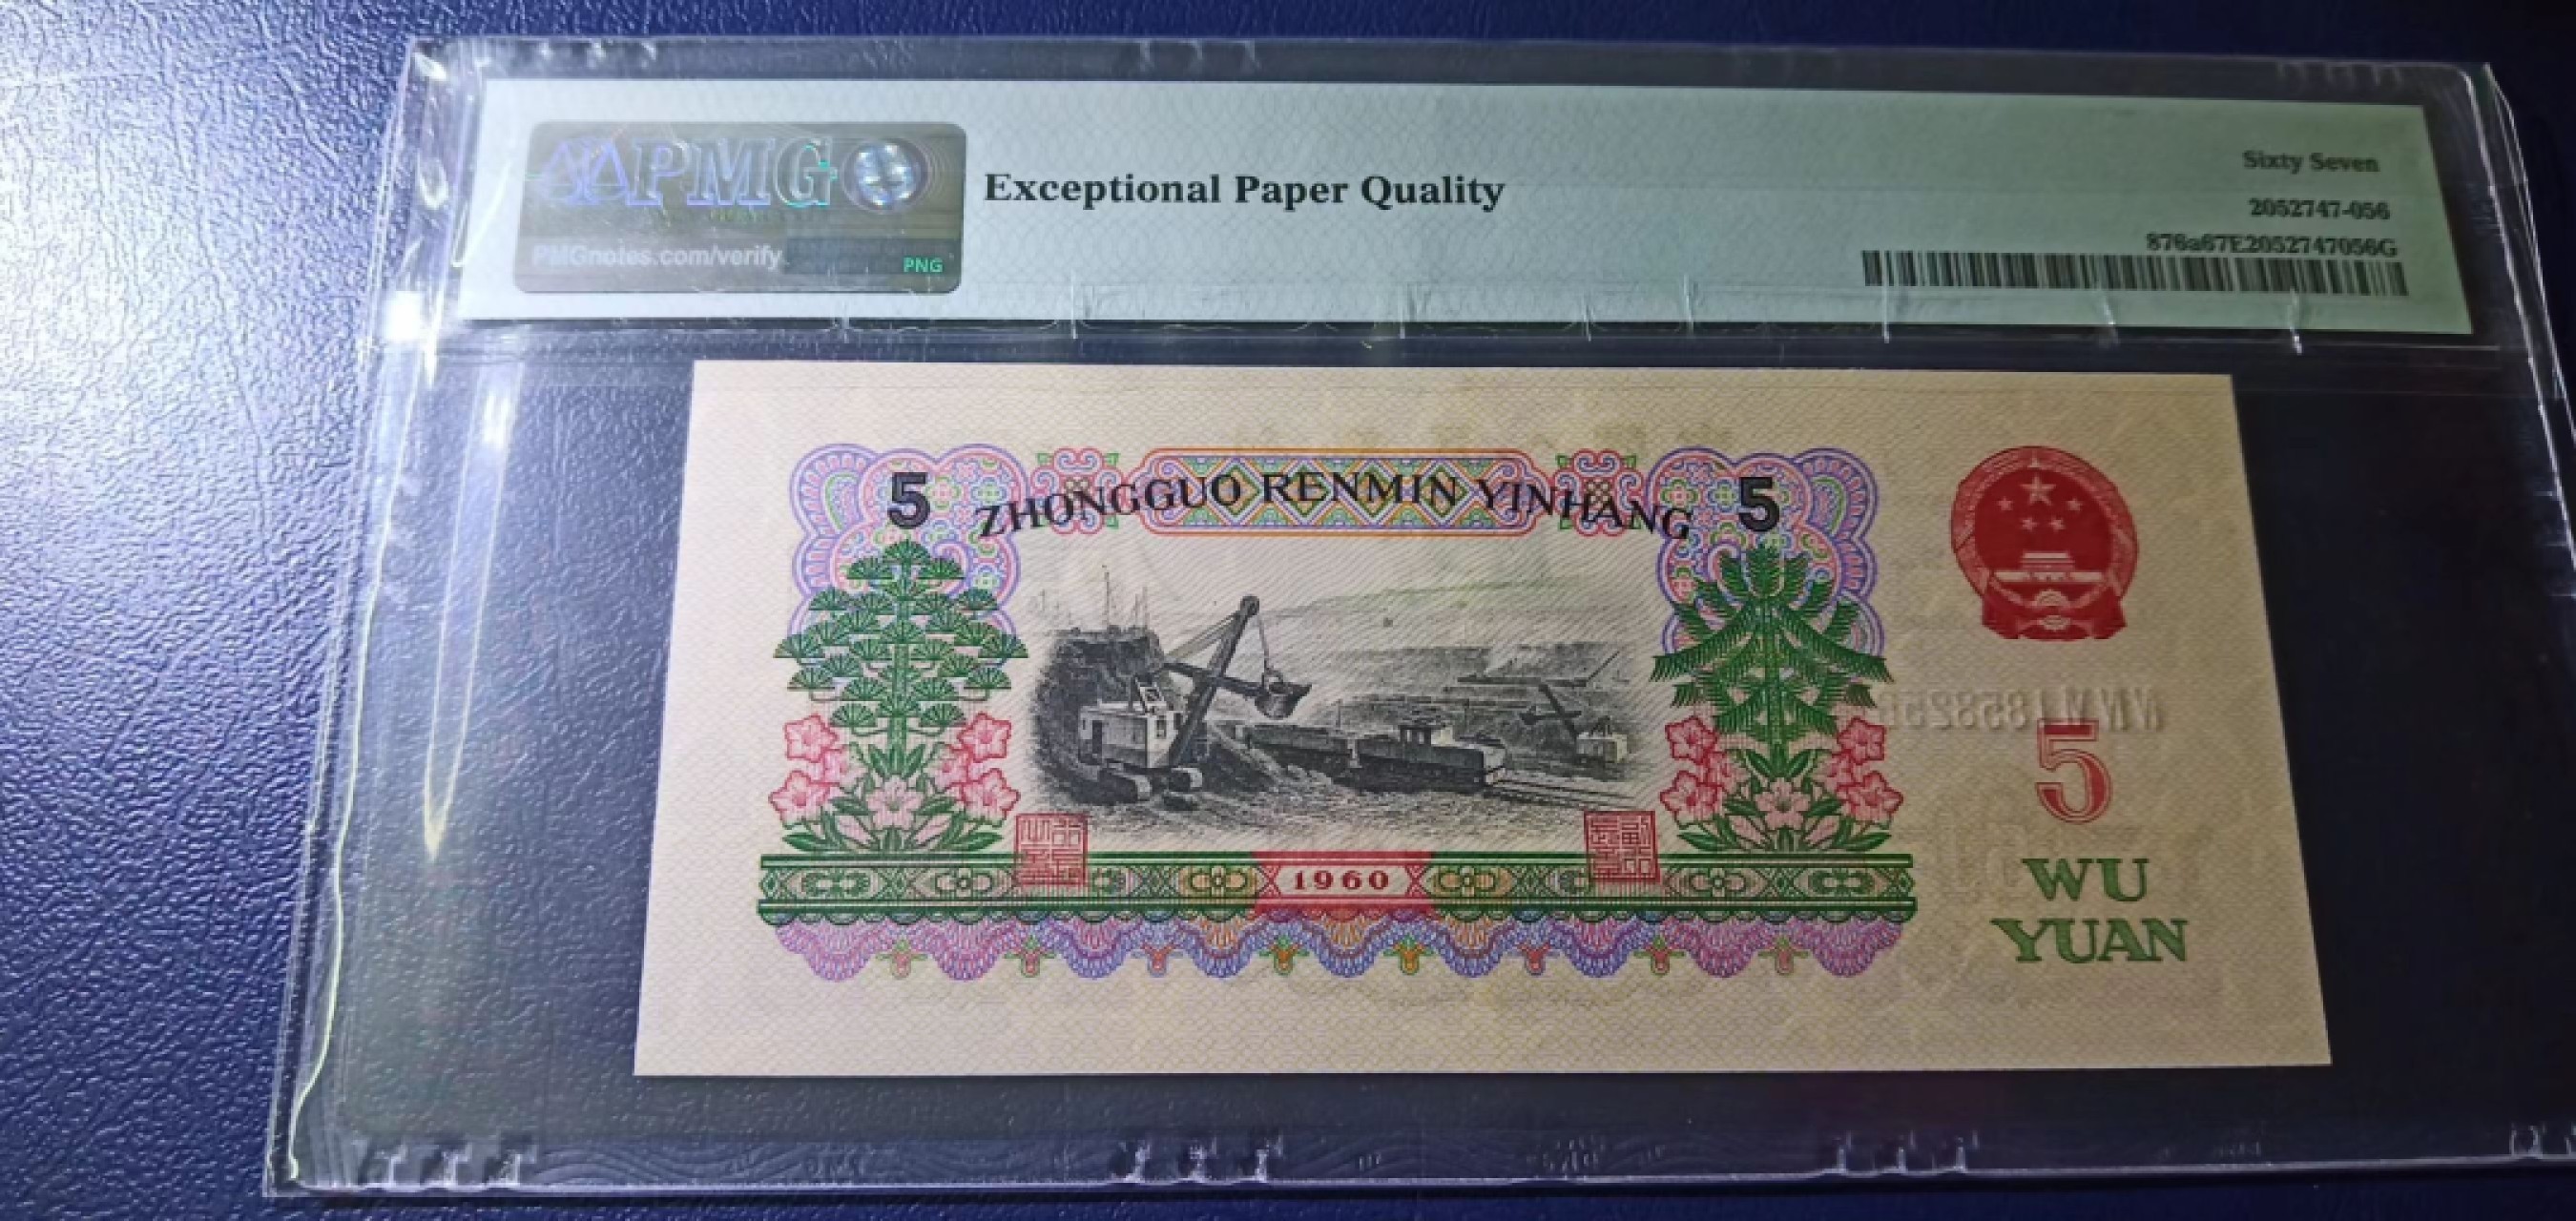 PMG
PMGnotes.com/verify
PNG
Exceptional Paper Quality
Sixty Seven
2052747-056
876a67E2052747056G
5 ZHONGGUO RENMIN YINHANG 5
5
WU
YUAN
1960